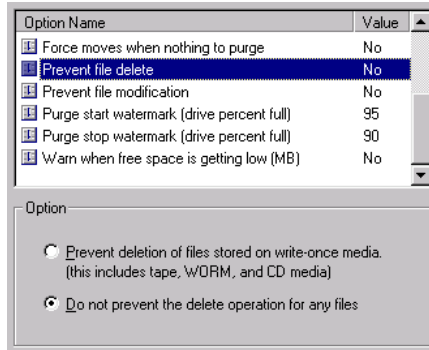 Option Name Value
Force moves when nothing to purge No
Prevent file delete No
Prevent file modification No
Purge start watermark (drive percent full) 95
Purge stop watermark (drive percent full) 90
Warn when free space is getting low (MB) No
Option
Prevent deletion of files stored on write-once media.
(this includes tape, WORM, and CD media)
Do not prevent the delete operation for any files